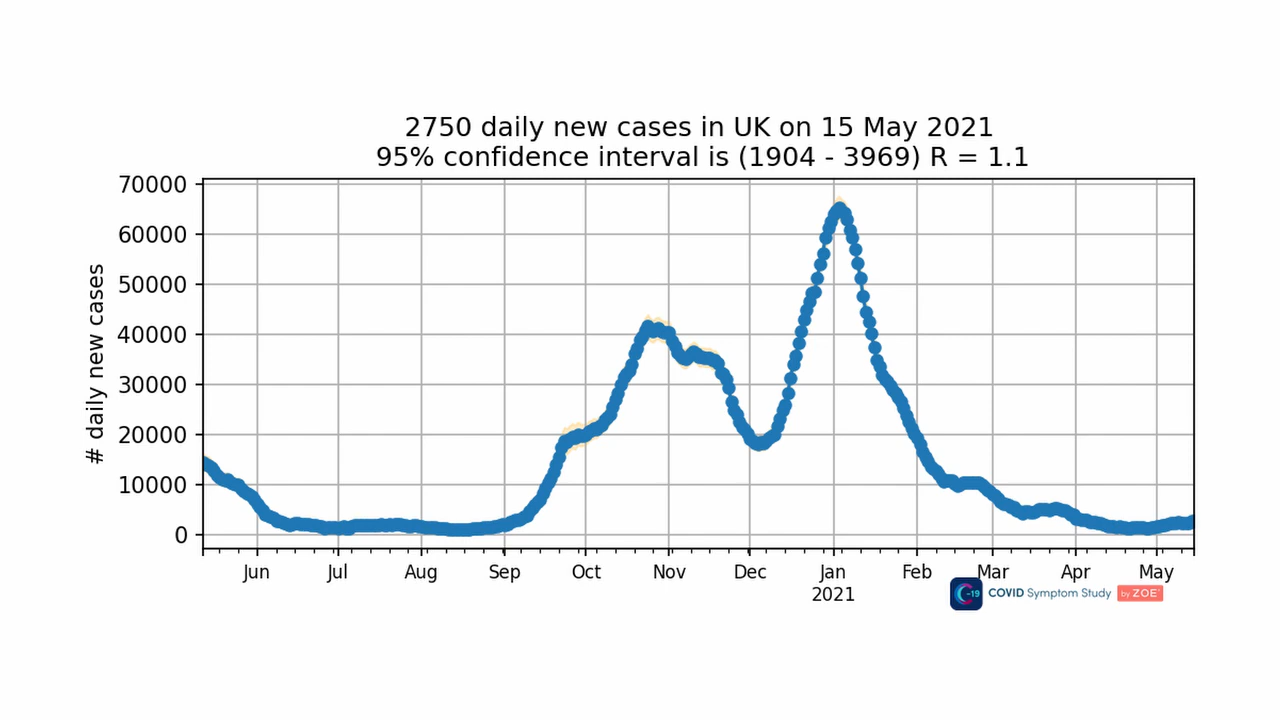 2750 daily new cases in UK on 15 May 2021
95% confidence interval is (1904 - 3969) R = 1.1
# daily new cases
70000
60000
50000
40000
30000
20000
10000
0
Jun Jul Aug Sep Oct Nov Dec Jan Feb Mar Apr May
2021
C-19 COVID Symptom Study by ZOE